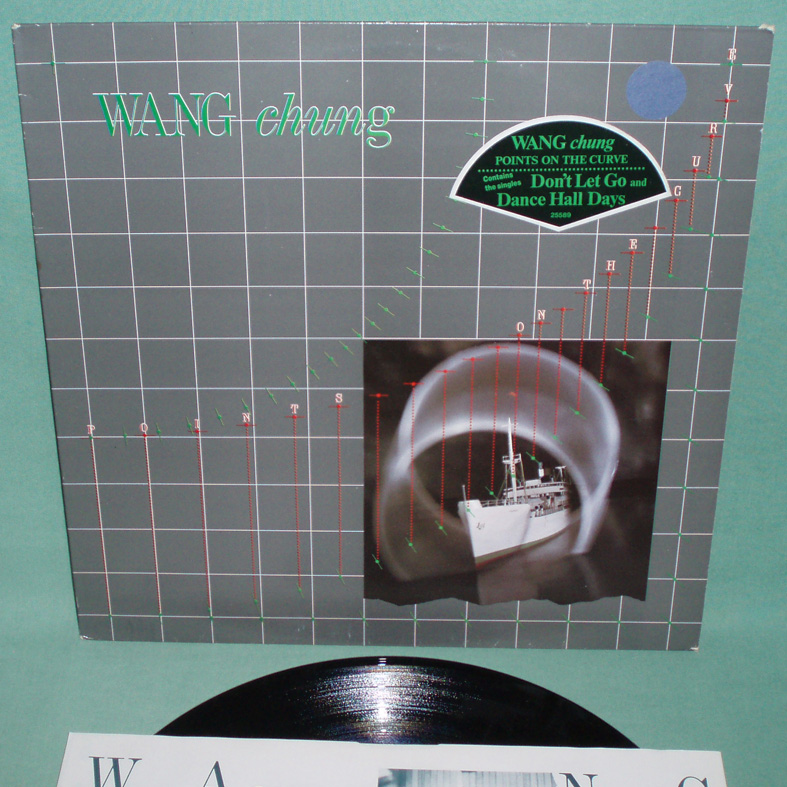 WANG chung
WANG chung
POINTS ON THE CURVE
Contains
the singles
Don't Let Go and
Dance Hall Days
25589
POINTS ON THE CURVE
W A N G